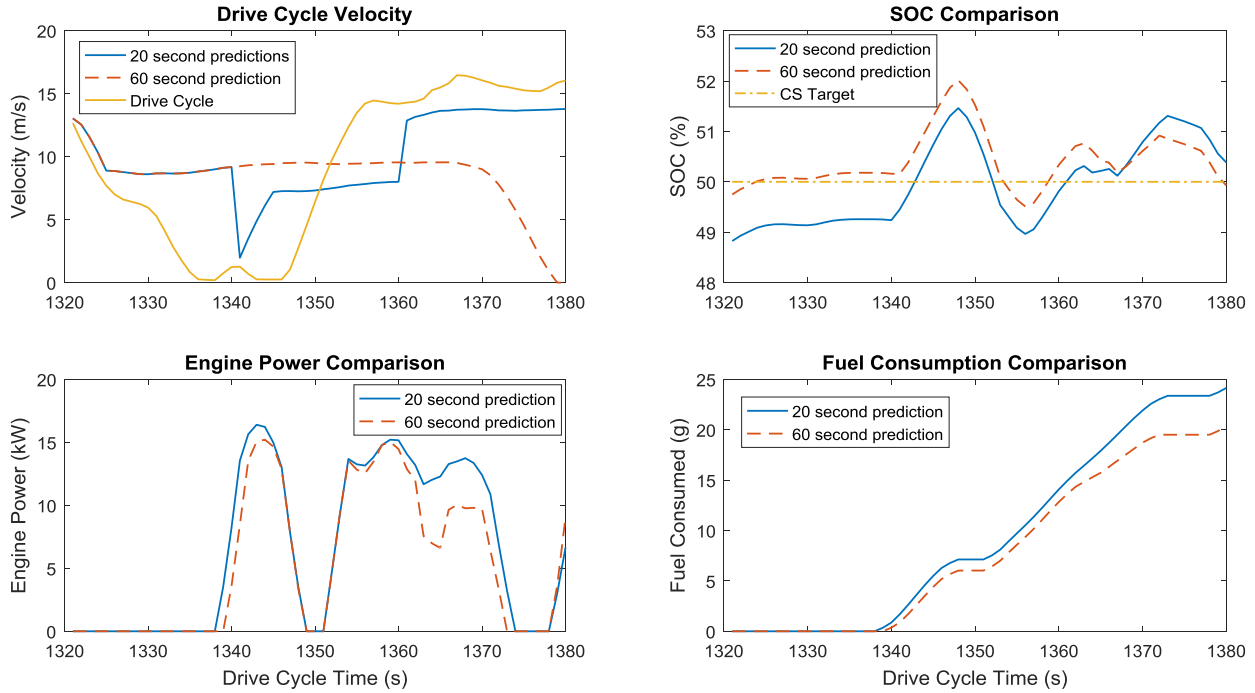 Drive Cycle Velocity
20
15
10
5
0
Velocity (m/s)
20 second predictions
60 second prediction
Drive Cycle
1320 1330 1340 1350 1360 1370 1380
SOC Comparison
53
52
51
50
49
48
SOC (%)
20 second prediction
60 second prediction
CS Target
1320 1330 1340 1350 1360 1370 1380
Engine Power Comparison
20
15
10
5
0
Engine Power (kW)
20 second prediction
60 second prediction
1320 1330 1340 1350 1360 1370 1380
Drive Cycle Time (s)
Fuel Consumption Comparison
25
20
15
10
5
0
Fuel Consumed (g)
20 second prediction
60 second prediction
1320 1330 1340 1350 1360 1370 1380
Drive Cycle Time (s)